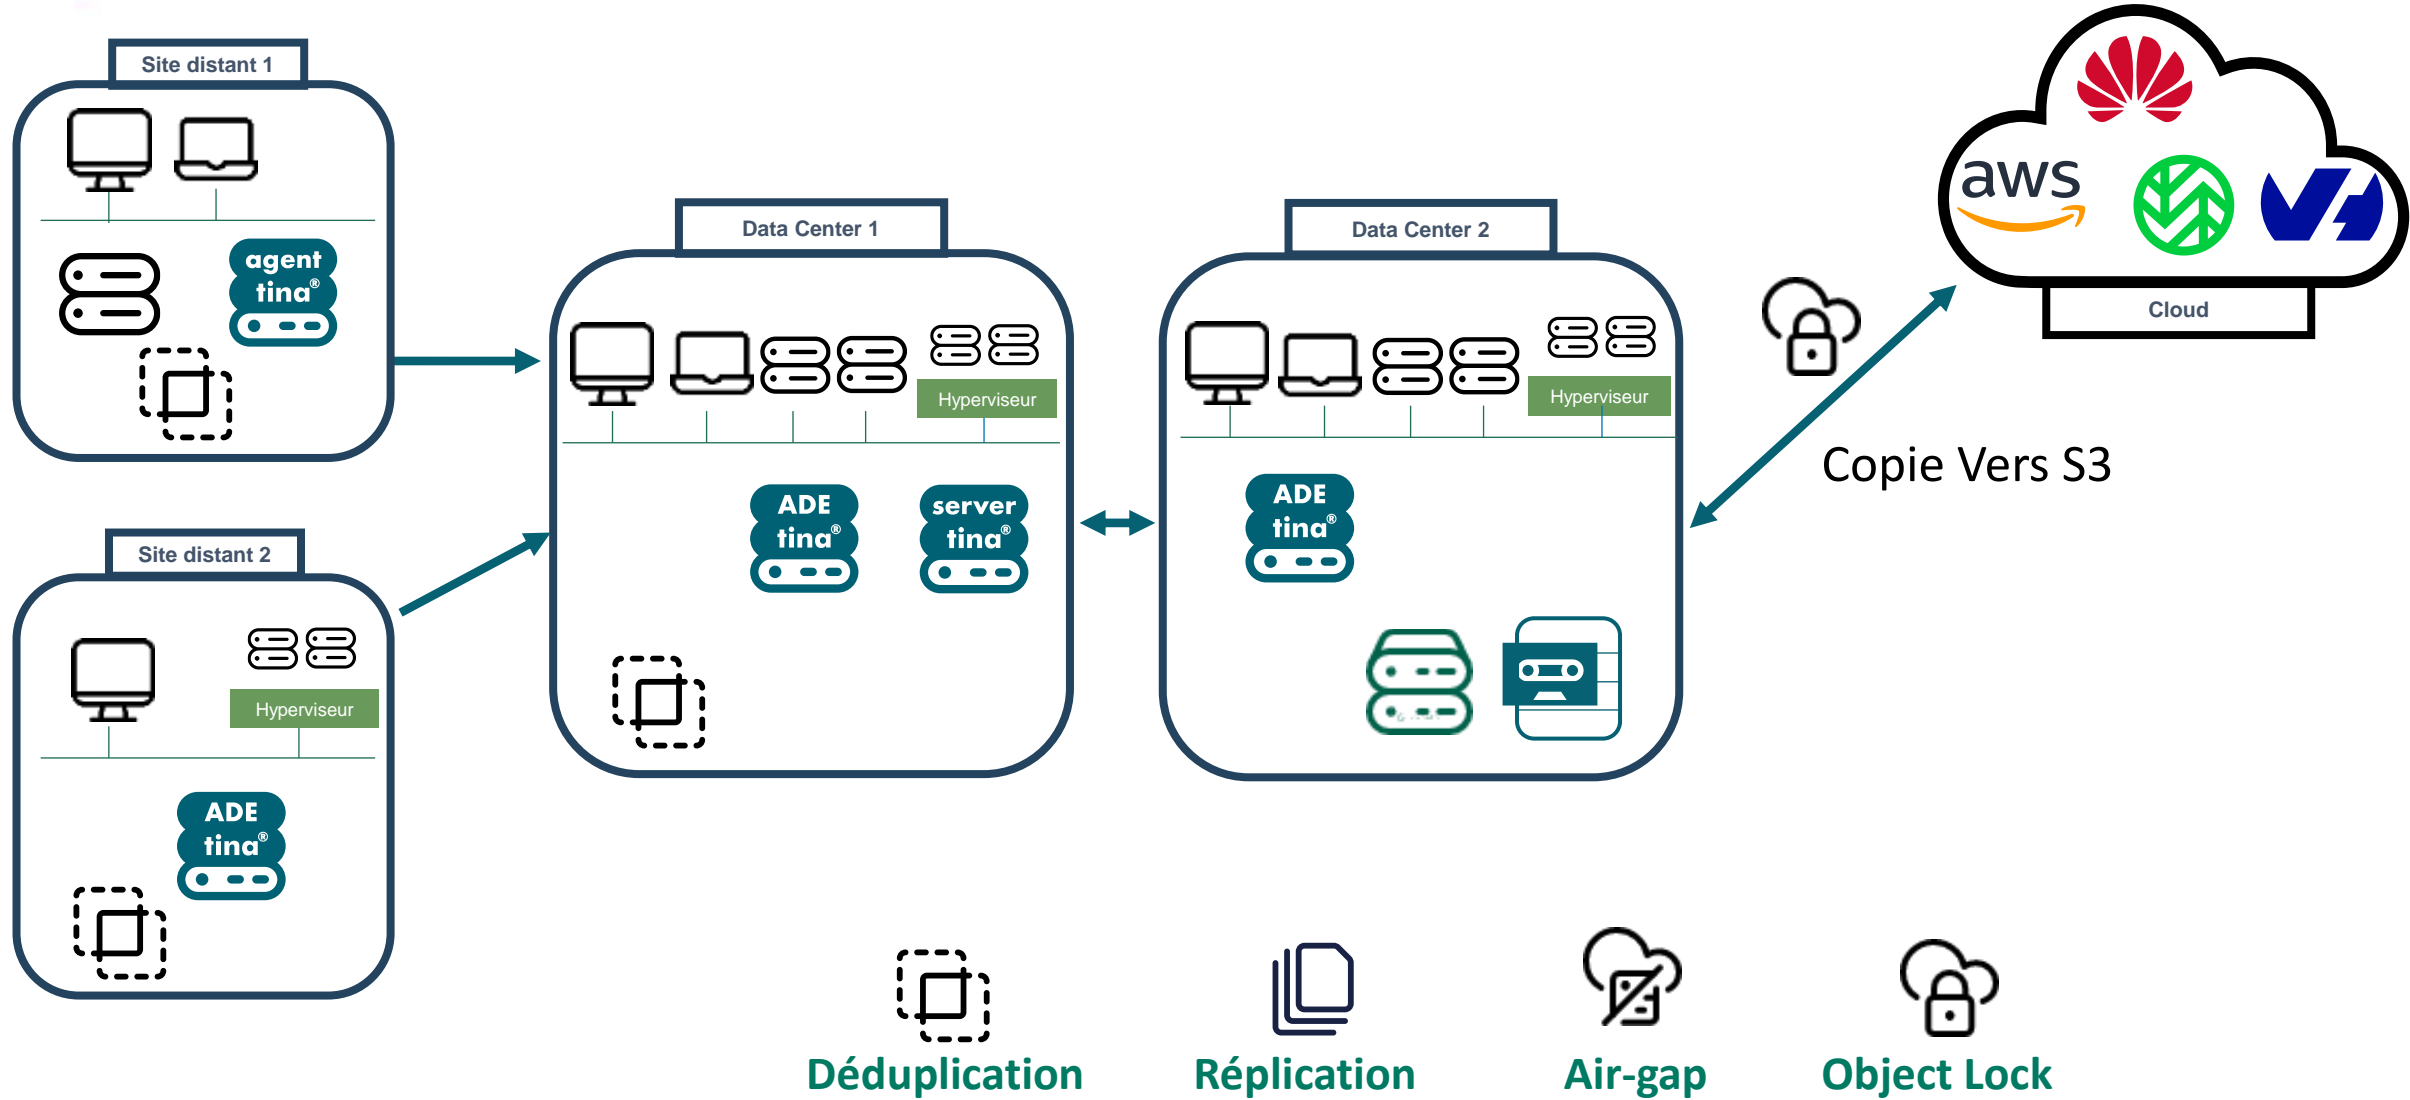 Site distant 1
agent
tina®
Site distant 2
Hyperviseur
ADE
tina®
Data Center 1
Hyperviseur
ADE
tina®
server
tina®
Data Center 2
Hyperviseur
ADE
tina®
aws
Cloud
Copie Vers S3
Déduplication
Réplication
Air-gap
Object Lock